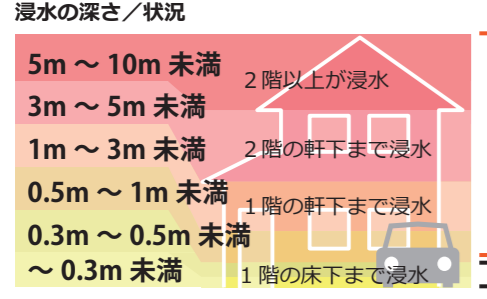 浸水の深さ／状況
5m ～ 10m 未満
2階以上が浸水
3m ～ 5m 未満
1m ～ 3m 未満
2階の軒下まで浸水
0.5m ～ 1m 未満
1階の軒下まで浸水
0.3m ～ 0.5m 未満
～ 0.3m 未満
1階の床下まで浸水